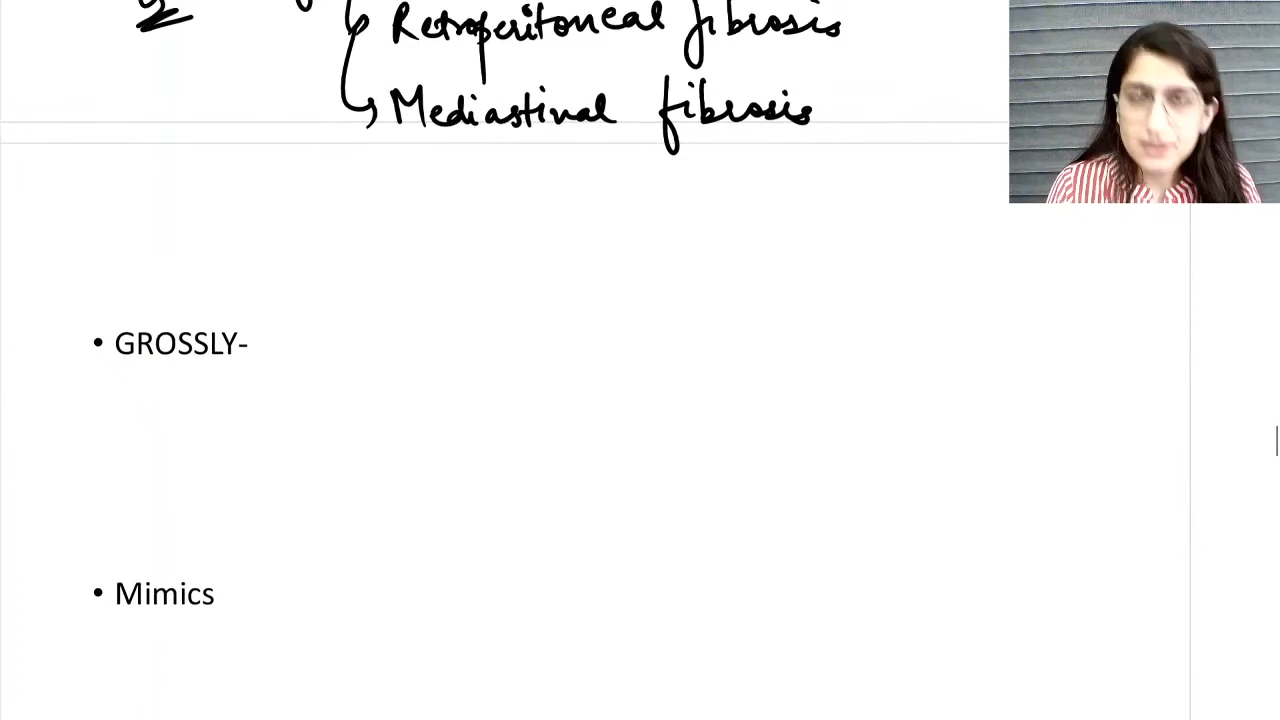 Retroperitoneal fibrosis
Mediastinal fibrosis
• GROSSLY-
• Mimics